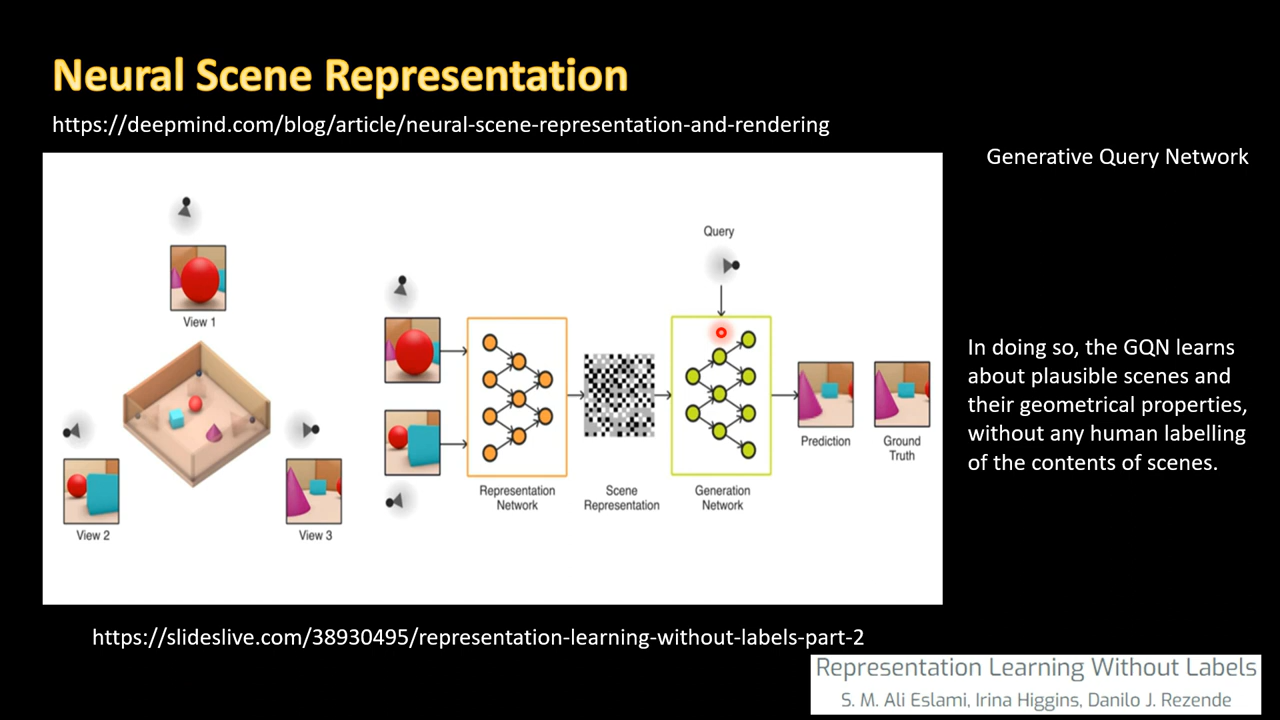 Neural Scene Representation
https://deepmind.com/blog/article/neural-scene-representation-and-rendering
Generative Query Network
Query
View 1
View 2
View 3
Representation
Network
Scene
Representation
Generation
Network
Prediction
Ground
Truth
In doing so, the GQN learns
about plausible scenes and
their geometrical properties,
without any human labelling
of the contents of scenes.
https://slideslive.com/38930495/representation-learning-without-labels-part-2
Representation Learning Without Labels
S. M. Ali Eslami, Irina Higgins, Danilo J. Rezende